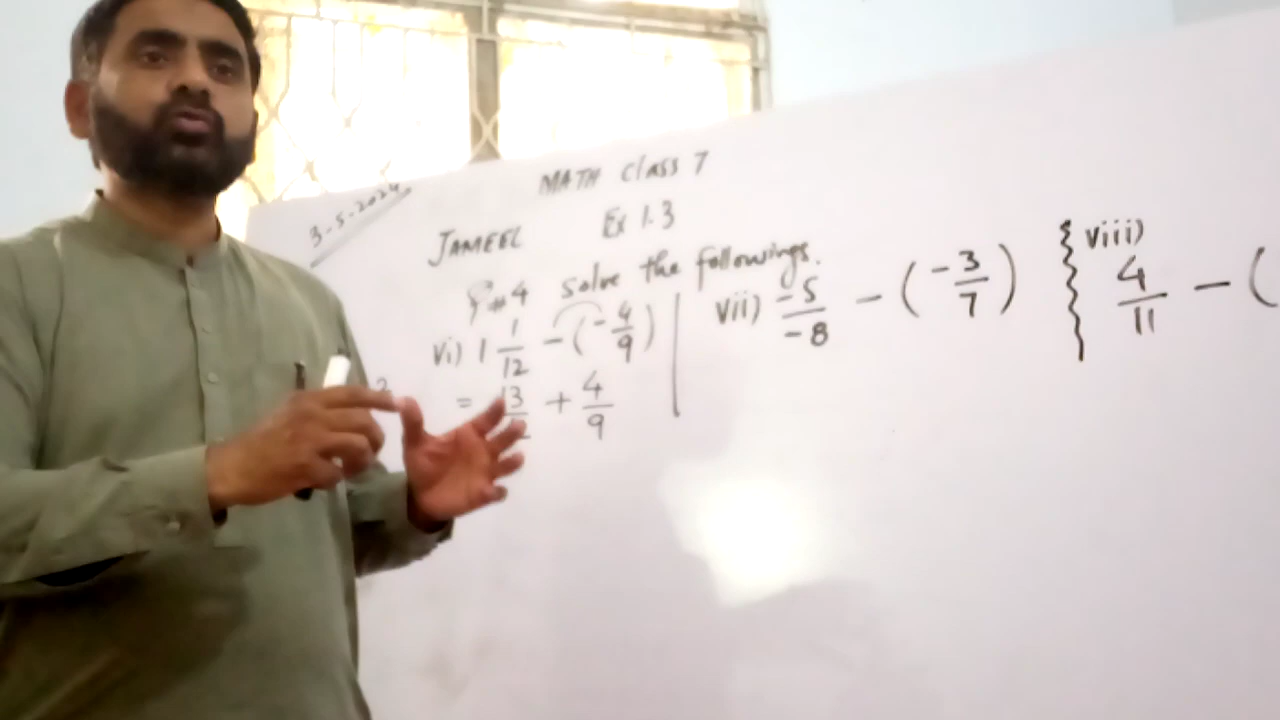 3-5-2024
MATH Class 7
JAMEEL Ex 1.3
Q#4 Solve the followings.
vi) 1 1/12 - (-4/9)
= 13/12 + 4/9
vii) -5/-8 - (-3/7)
viii) 4/11 - (